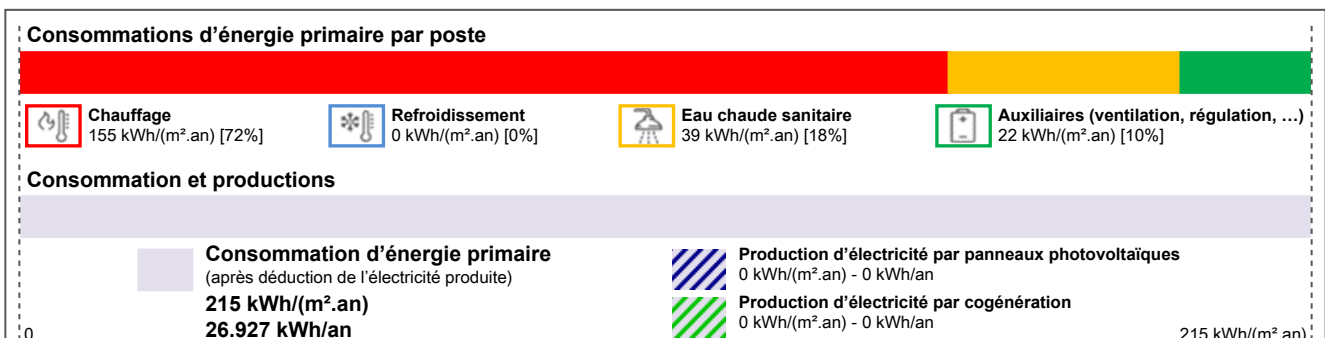 Consommations d’énergie primaire par poste
Chauffage
155 kWh/(m².an) [72%]
Refroidissement
0 kWh/(m².an) [0%]
Eau chaude sanitaire
39 kWh/(m².an) [18%]
Auxiliaires (ventilation, régulation, …)
22 kWh/(m².an) [10%]
Consommation et productions
Consommation d’énergie primaire
(après déduction de l’électricité produite)
215 kWh/(m².an)
26.927 kWh/an
Production d’électricité par panneaux photovoltaïques
0 kWh/(m².an) - 0 kWh/an
Production d’électricité par cogénération
0 kWh/(m².an) - 0 kWh/an
0
215 kWh/(m².an)